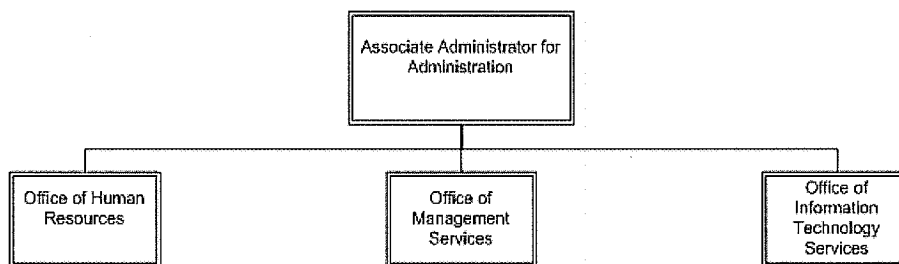 Associate Administrator for
Administration
Office of Human
Resources
Office of
Management
Services
Office of
Information
Technology
Services